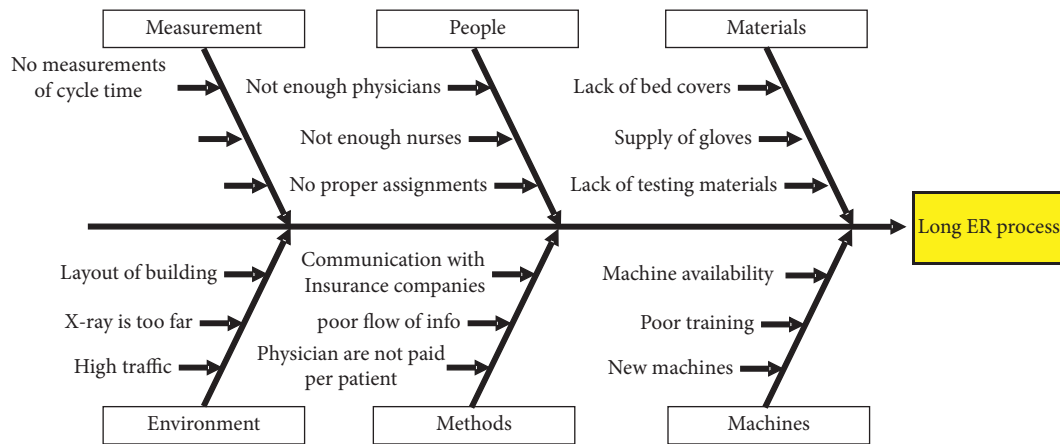 Measurement
People
Materials
No measurements
of cycle time
Not enough physicians
Not enough nurses
No proper assignments
Lack of bed covers
Supply of gloves
Lack of testing materials
Long ER process
Layout of building
X-ray is too far
High traffic
Communication with
Insurance companies
poor flow of info
Physician are not paid
per patient
Machine availability
Poor training
New machines
Environment
Methods
Machines